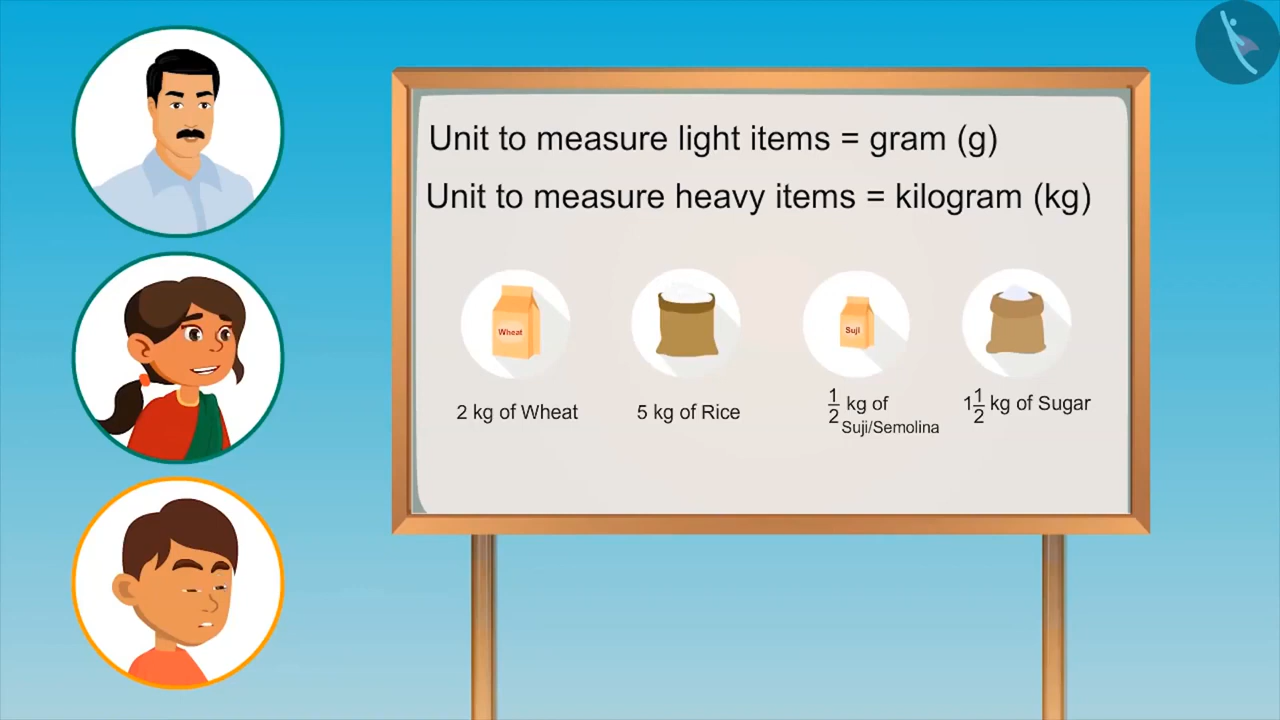 Unit to measure light items = gram (g)
Unit to measure heavy items = kilogram (kg)
Wheat
Suji
2 kg of Wheat
5 kg of Rice
1/2 kg of
Suji/Semolina
1 1/2 kg of Sugar